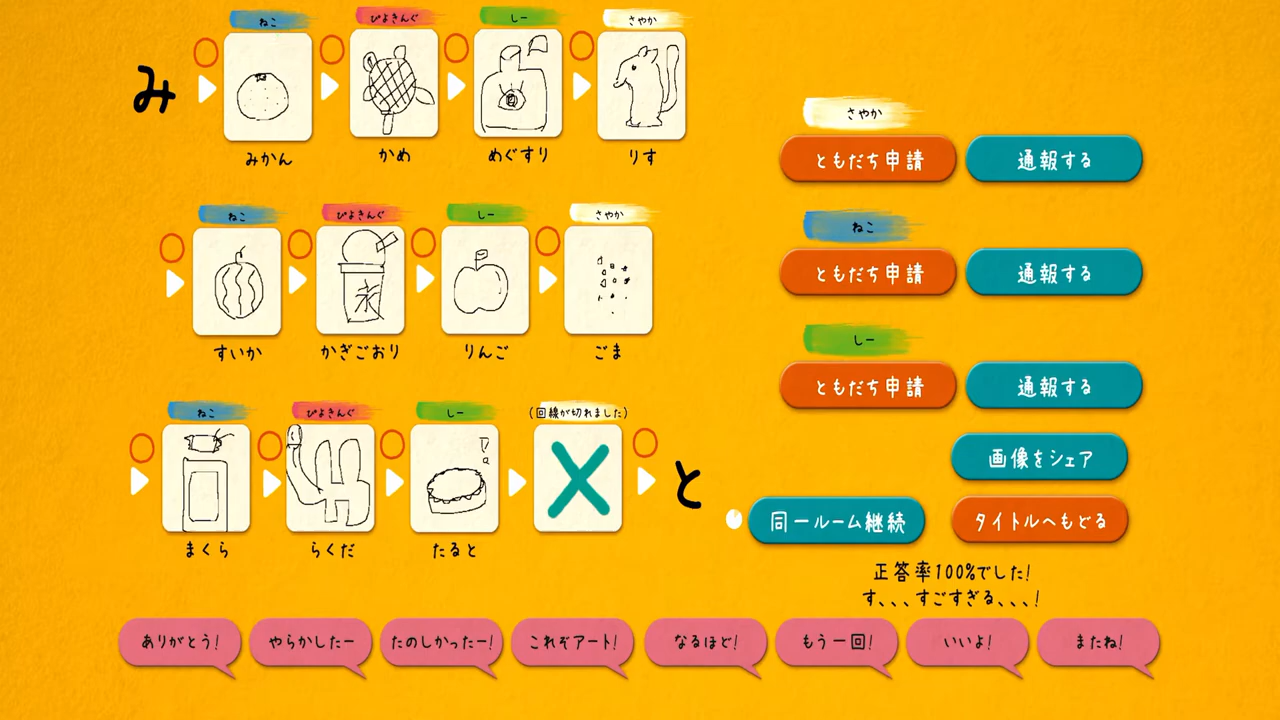 ねこ ぴよきんぐ しー さやか
み
みかん かめ めぐすり りす
ねこ ぴよきんぐ しー さやか
氷
すいか かきごおり りんご ごま
ねこ ぴよきんぐ しー (回線が切れました)
と
まくら らくだ たると
さやか
ともだち申請 通報する
ねこ
ともだち申請 通報する
しー
ともだち申請 通報する
画像をシェア
同一ルーム継続 タイトルへもどる
正答率100%でした!
す、、、すごすぎる、、、!
ありがとう! やらかしたー たのしかったー! これぞアート! なるほど! もう一回! いいよ! またね!